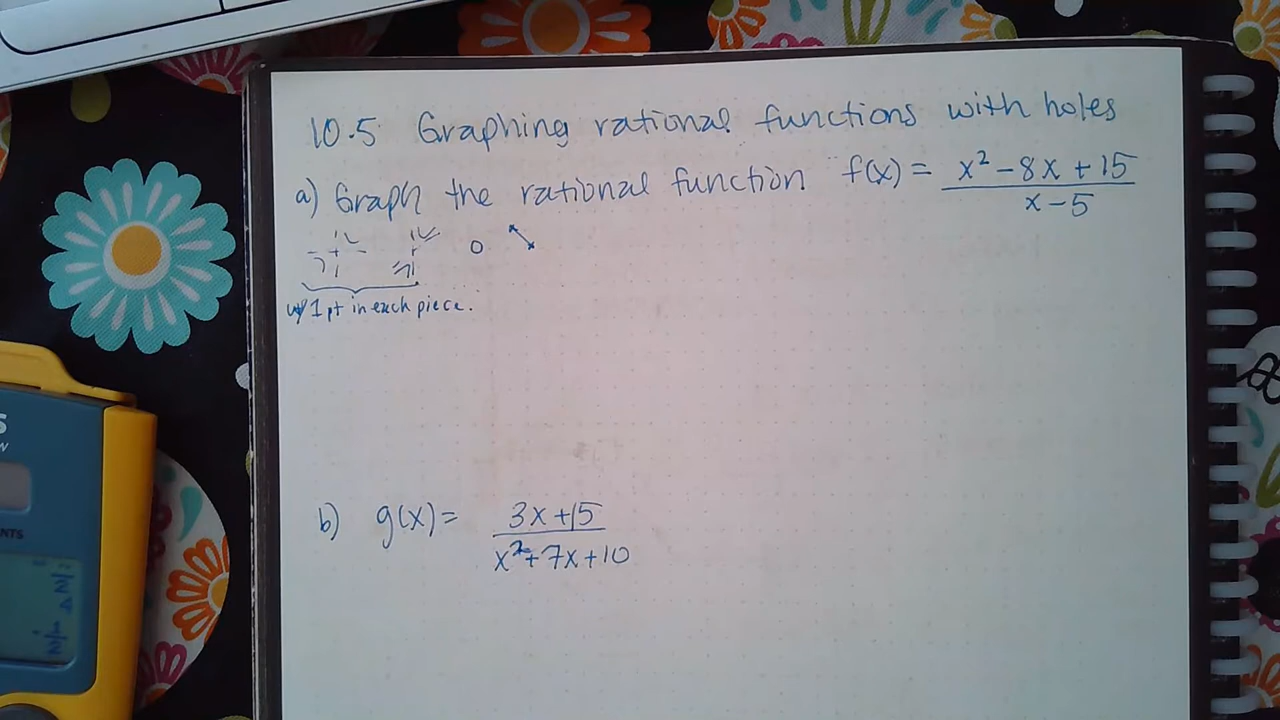 10.5 Graphing rational functions with holes
a) Graph the rational function f(x) = (x² - 8x + 15)/(x - 5)
w/ 1 pt in each piece.
b) g(x) = (3x + 15)/(x² + 7x + 10)